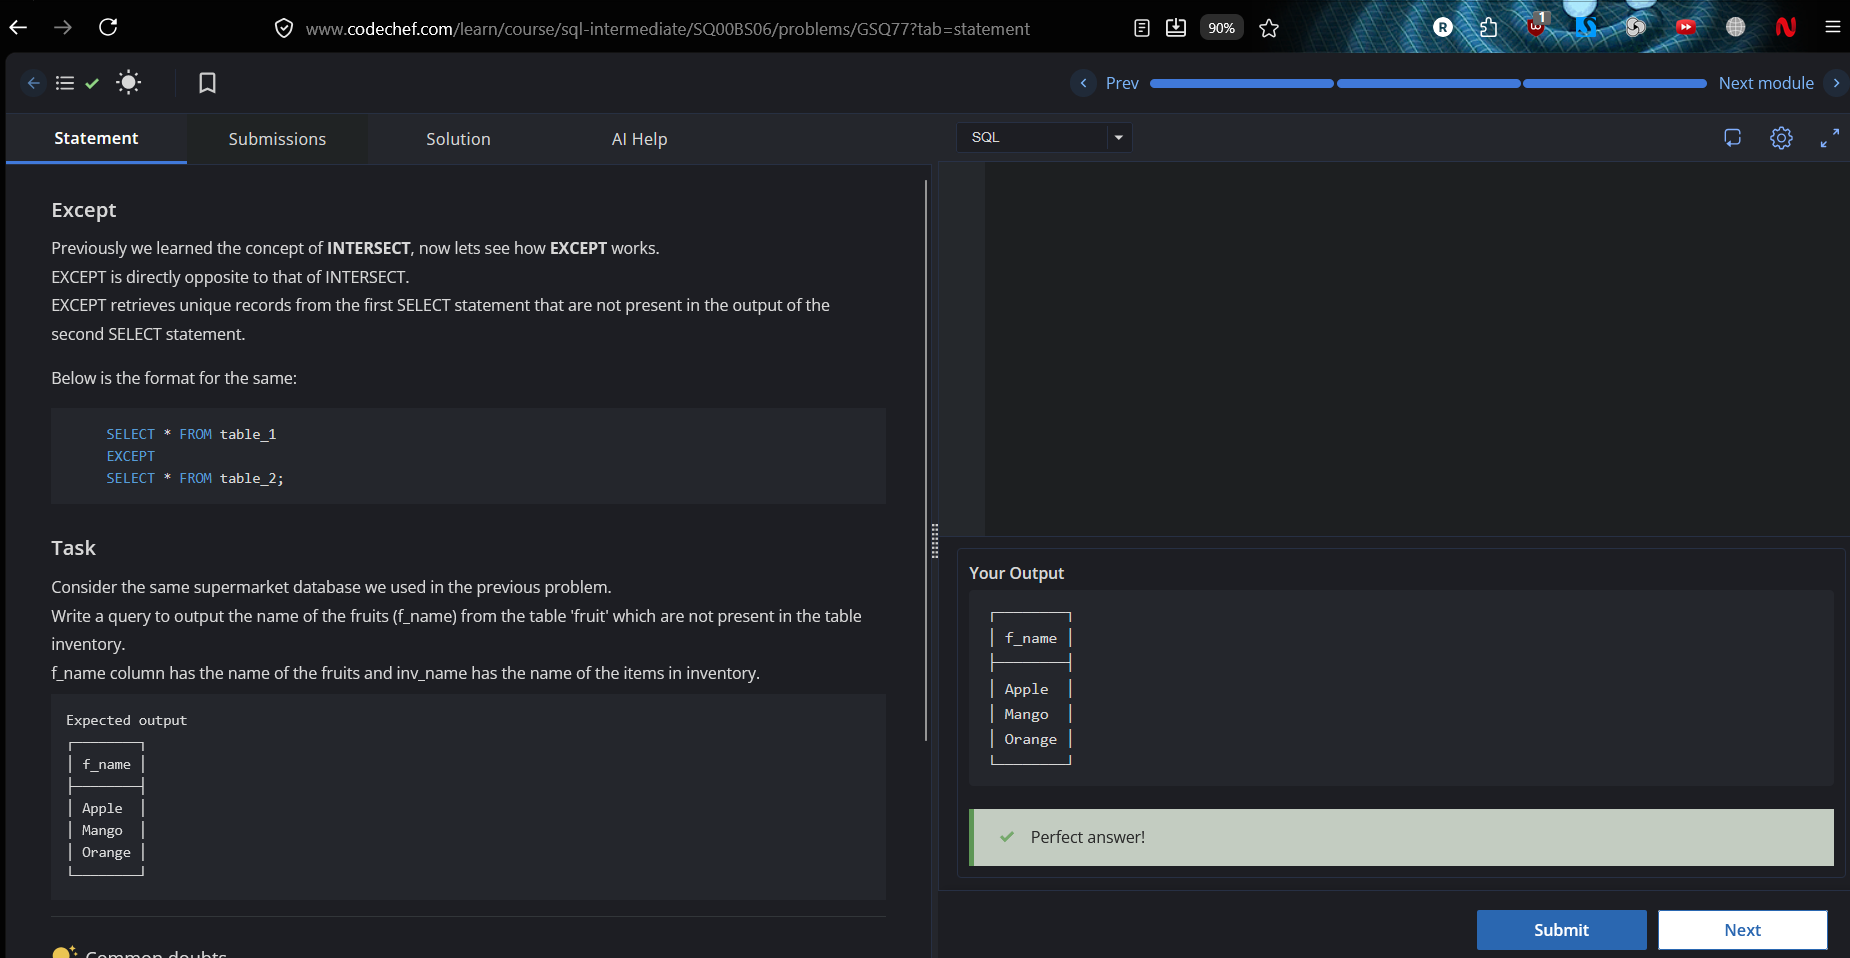 www.codechef.com/learn/course/sql-intermediate/SQ00BS06/problems/GSQ77?tab=statement
90%
R
1
Prev
Next module
Statement
Submissions
Solution
AI Help
SQL
Except
Previously we learned the concept of INTERSECT, now lets see how EXCEPT works.
EXCEPT is directly opposite to that of INTERSECT.
EXCEPT retrieves unique records from the first SELECT statement that are not present in the output of the
second SELECT statement.
Below is the format for the same:
SELECT * FROM table_1
EXCEPT
SELECT * FROM table_2;
Task
Consider the same supermarket database we used in the previous problem.
Write a query to output the name of the fruits (f_name) from the table 'fruit' which are not present in the table
inventory.
f_name column has the name of the fruits and inv_name has the name of the items in inventory.
Expected output
f_name
Apple
Mango
Orange
Common doubts
Your Output
f_name
Apple
Mango
Orange
Perfect answer!
Submit
Next